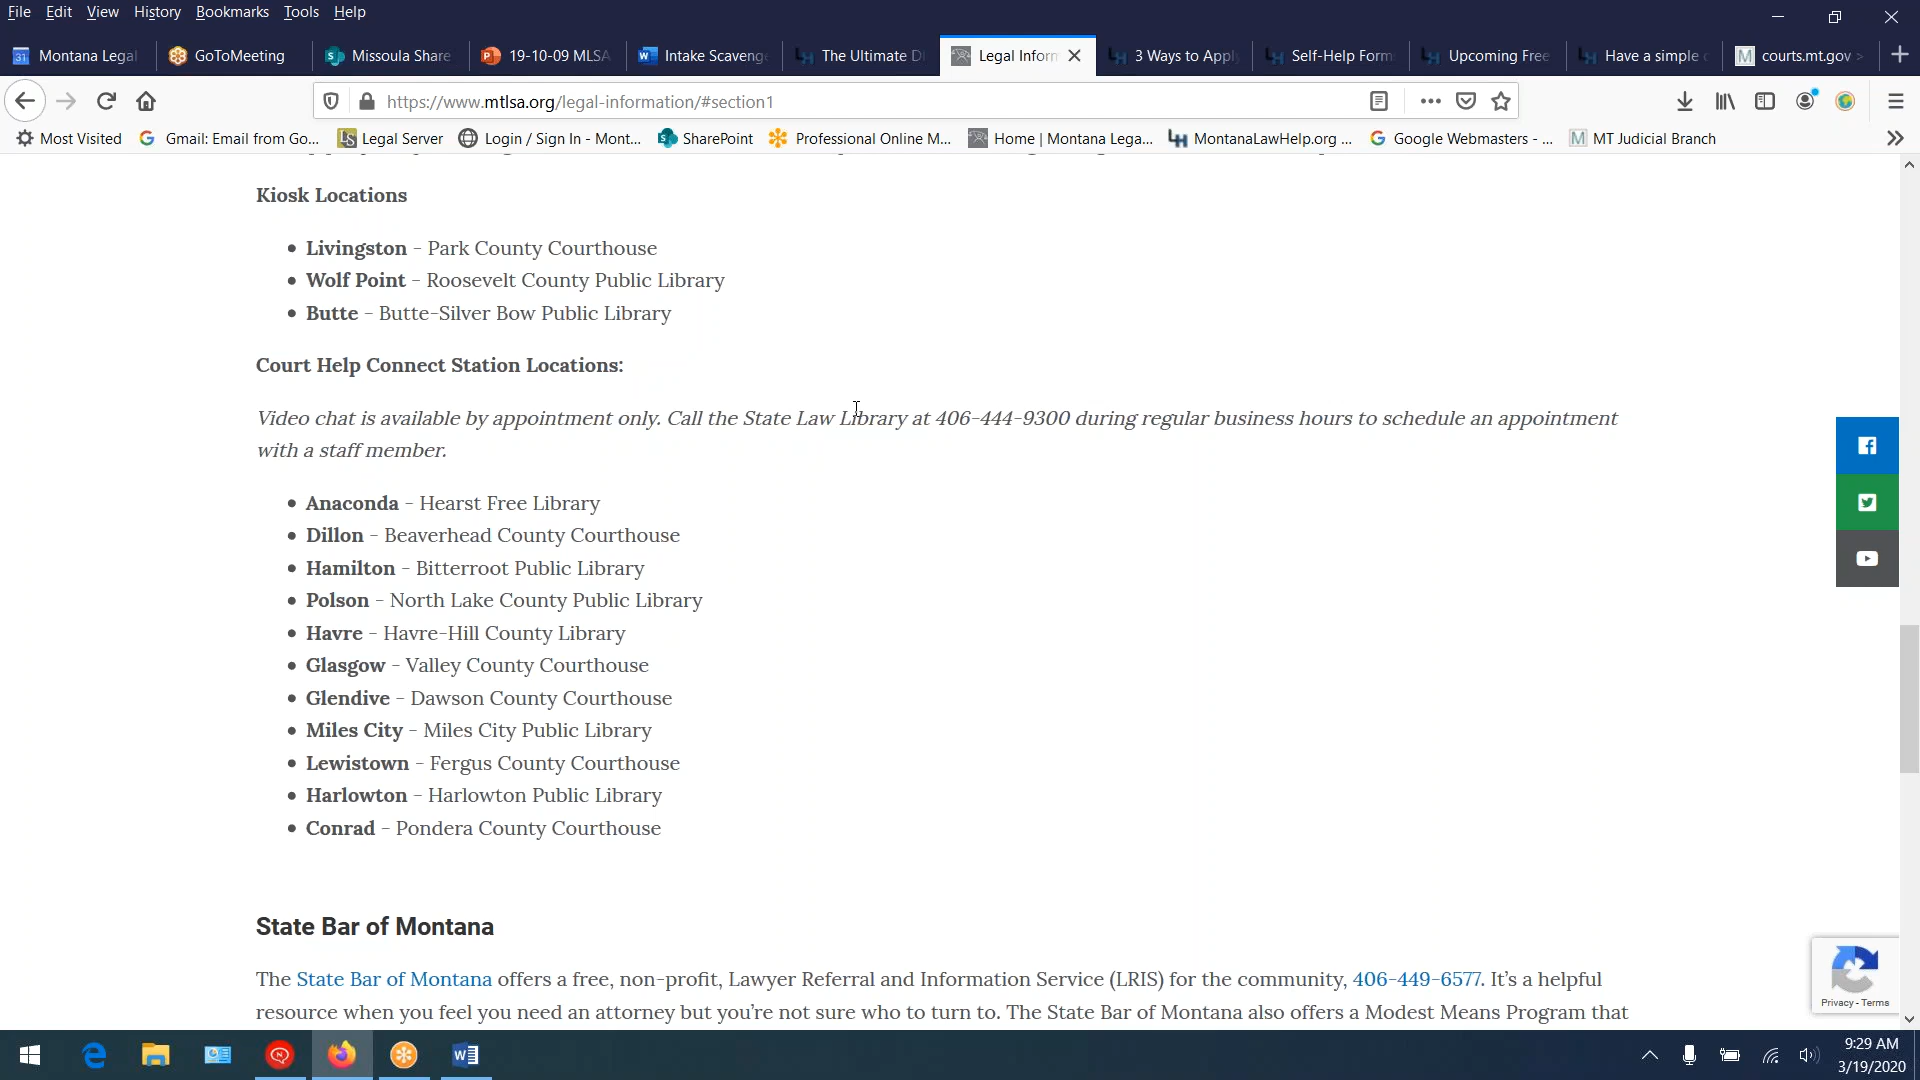 File Edit View History Bookmarks Tools Help
31 Montana Legal GoToMeeting Missoula Share 19-10-09 MLSA Intake Scavenge The Ultimate Di Legal Inform 3 Ways to Apply Self-Help Form Upcoming Free Have a simple c courts.mt.gov >
https://www.mtlsa.org/legal-information/#section1
Most Visited Gmail: Email from Go... Legal Server Login / Sign In - Mont... SharePoint Professional Online M... Home | Montana Lega... MontanaLawHelp.org ... Google Webmasters - ... MT Judicial Branch
Kiosk Locations
• Livingston – Park County Courthouse
• Wolf Point – Roosevelt County Public Library
• Butte – Butte-Silver Bow Public Library
Court Help Connect Station Locations:
Video chat is available by appointment only. Call the State Law Library at 406-444-9300 during regular business hours to schedule an appointment
with a staff member.
• Anaconda – Hearst Free Library
• Dillon – Beaverhead County Courthouse
• Hamilton – Bitterroot Public Library
• Polson – North Lake County Public Library
• Havre – Havre-Hill County Library
• Glasgow – Valley County Courthouse
• Glendive – Dawson County Courthouse
• Miles City – Miles City Public Library
• Lewistown – Fergus County Courthouse
• Harlowton – Harlowton Public Library
• Conrad – Pondera County Courthouse
State Bar of Montana
The State Bar of Montana offers a free, non-profit, Lawyer Referral and Information Service (LRIS) for the community, 406-449-6577. It's a helpful
resource when you feel you need an attorney but you're not sure who to turn to. The State Bar of Montana also offers a Modest Means Program that
Privacy - Terms
9:29 AM
3/19/2020